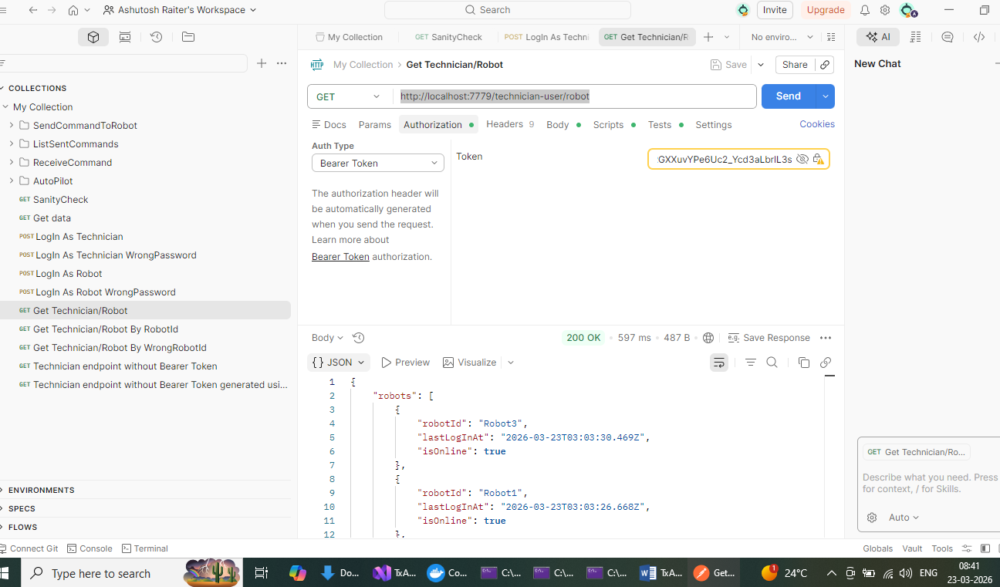 Ashutosh Raiter's Workspace
Search
Invite
Upgrade
My Collection
GET SanityCheck
POST LogIn As Techni
GET Get Technician/R
No enviro...
AI
HTTP My Collection > Get Technician/Robot
Save
Share
New Chat
COLLECTIONS
My Collection
SendCommandToRobot
ListSentCommands
ReceiveCommand
AutoPilot
GET SanityCheck
GET Get data
POST LogIn As Technician
POST LogIn As Technician WrongPassword
POST LogIn As Robot
POST LogIn As Robot WrongPassword
GET Get Technician/Robot
GET Get Technician/Robot By RobotId
GET Get Technician/Robot By WrongRobotId
GET Technician endpoint without Bearer Token
GET Technician endpoint without Bearer Token generated usi...
ENVIRONMENTS
SPECS
FLOWS
GET http://localhost:7779/technician-user/robot Send
Docs Params Authorization Headers 9 Body Scripts Tests Settings Cookies
Auth Type
Bearer Token
Token
GXXuvYPe6Uc2_Ycd3aLbrlL3s
The authorization header will
be automatically generated
when you send the request.
Learn more about
Bearer Token authorization.
Body 200 OK 597 ms 487 B e.g. Save Response
{} JSON Preview Visualize
1 {
2 "robots": [
3 {
4 "robotId": "Robot3",
5 "lastLogInAt": "2026-03-23T03:03:30.469Z",
6 "isOnline": true
7 },
8 {
9 "robotId": "Robot1",
10 "lastLogInAt": "2026-03-23T03:03:26.668Z",
11 "isOnline": true
12 },
GET Get Technician/Ro...
Describe what you need. Press
for context, / for Skills.
Auto
Connect Git Console Terminal
Globals Vault Tools
Type here to search
Do...
TxA...
Co...
C:\...
C:\...
C:\...
TxA...
Get...
1
24°C
ENG
08:41
23-03-2026